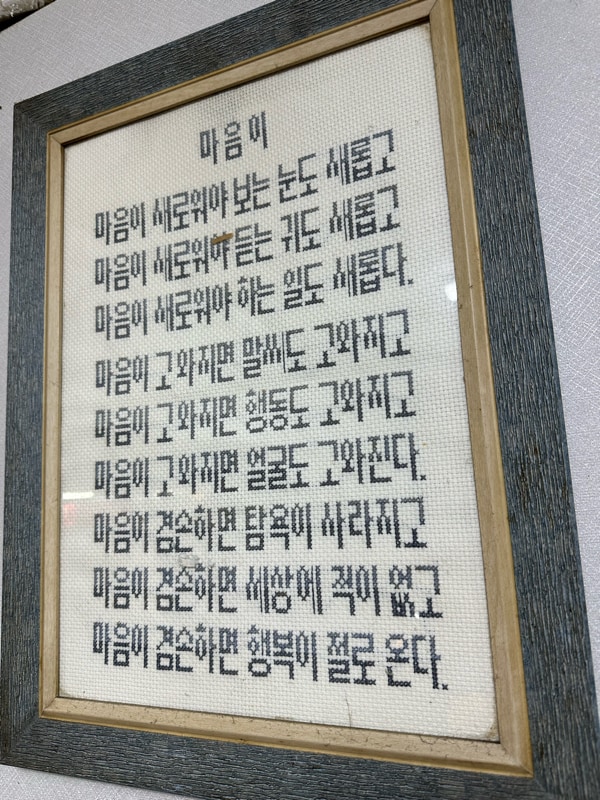 마음이
마음이 새로워야 보는 눈도 새롭고
마음이 새로워야 듣는 귀도 새롭고
마음이 새로워야 하는 일도 새롭다.
마음이 고와지면 말씨도 고와지고
마음이 고와지면 행동도 고와지고
마음이 고와지면 얼굴도 고와진다.
마음이 겸손하면 탐욕이 사라지고
마음이 겸손하면 세상에 적이 없고
마음이 겸손하면 행복이 절로 온다.